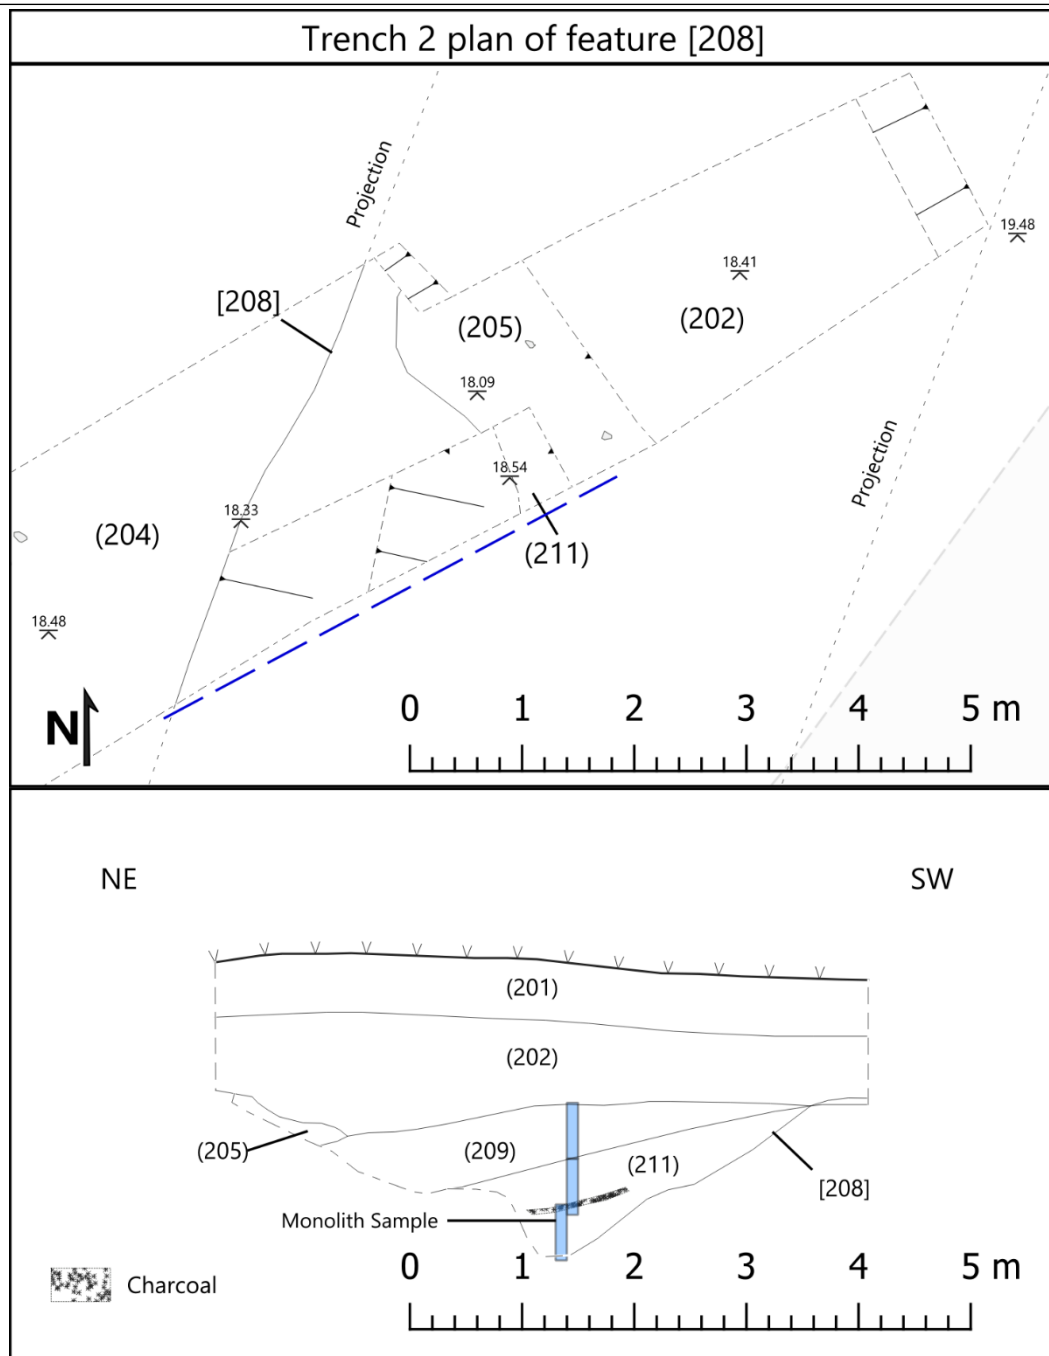 Trench 2 plan of feature [208]
Projection
19.48
18.41
[208]
(205)
(202)
18.09
Projection
18.54
18.33
(204)
(211)
18.48
N
0 1 2 3 4 5 m
NE
SW
(201)
(202)
(205)
(209)
(211)
[208]
Monolith Sample
Charcoal
0 1 2 3 4 5 m